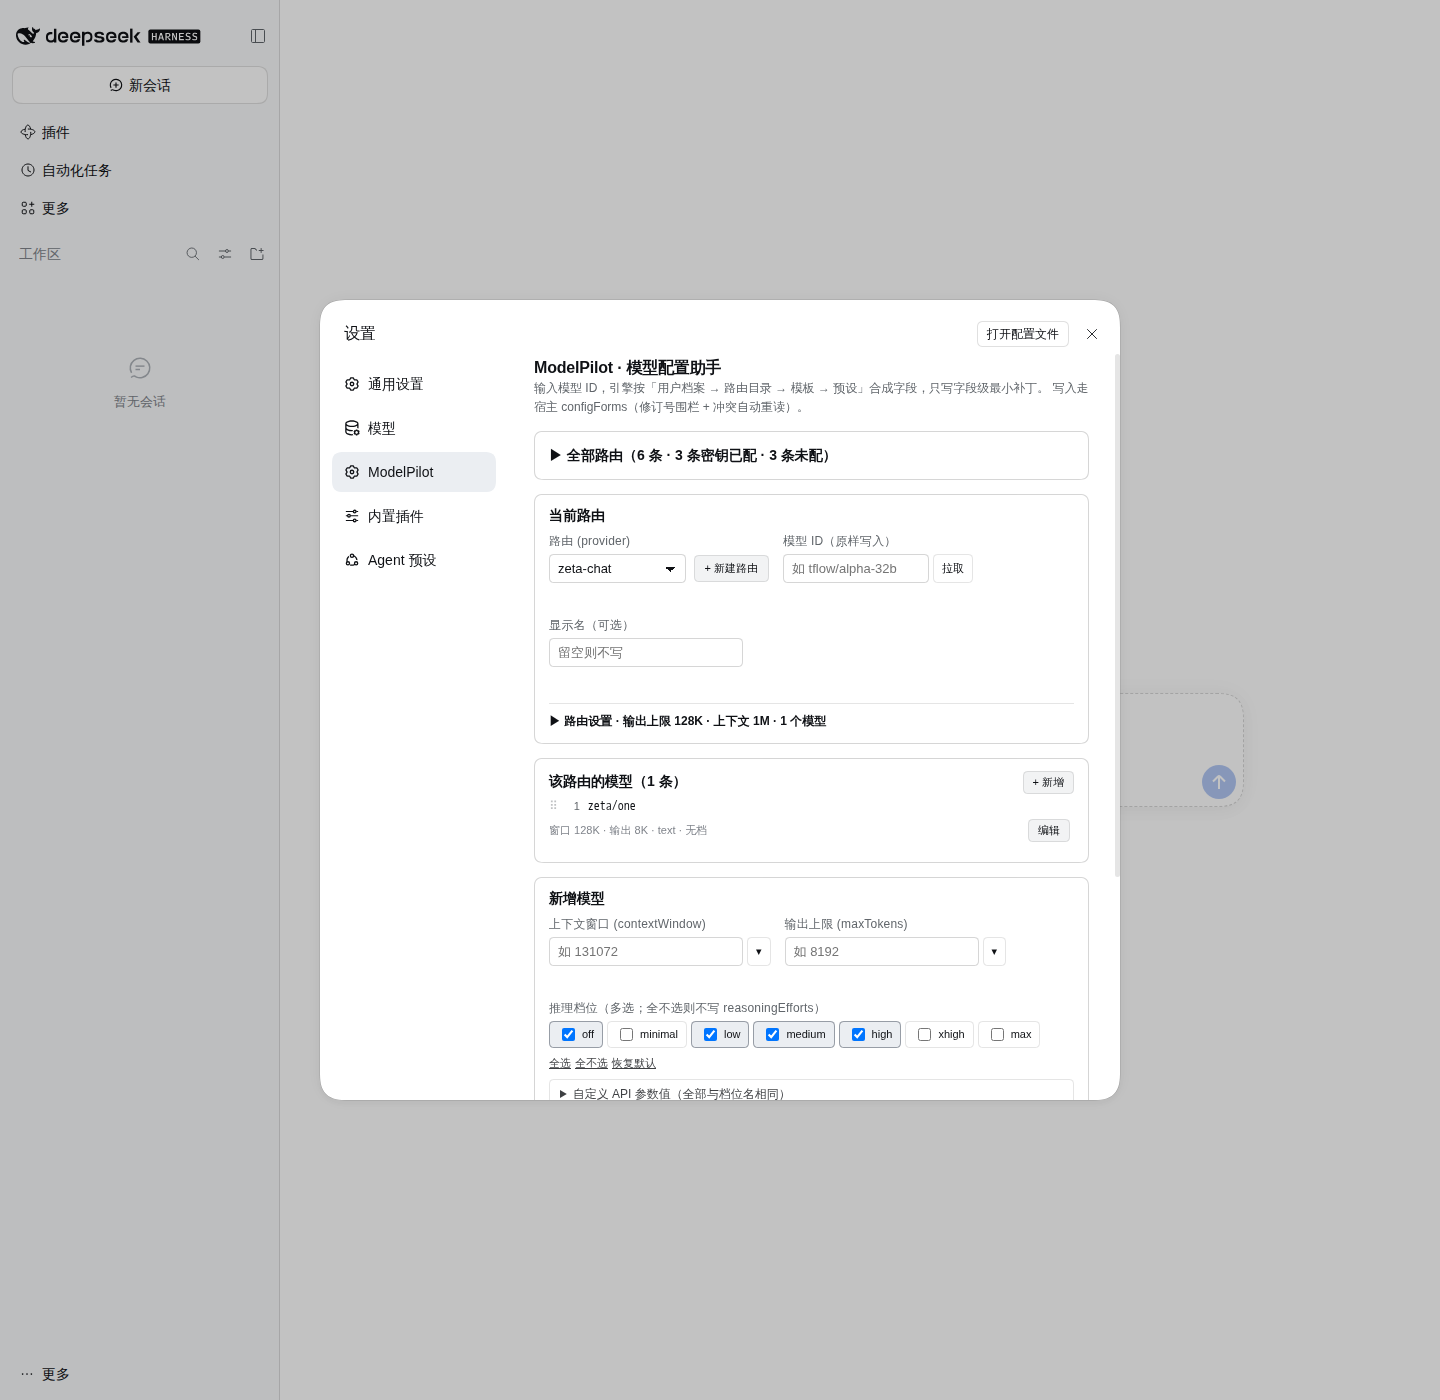 deepseek HARNESS
新会话
插件
自动化任务
更多
工作区
暂无会话
更多
设置
打开配置文件
通用设置
模型
ModelPilot
内置插件
Agent 预设
ModelPilot · 模型配置助手
输入模型 ID，引擎按「用户档案 → 路由目录 → 模板 → 预设」合成字段，只写字段级最小补丁。 写入走
宿主 configForms（修订号围栏 + 冲突自动重读）。
▶ 全部路由（6 条 · 3 条密钥已配 · 3 条未配）
当前路由
路由 (provider)
模型 ID（原样写入）
zeta-chat
+ 新建路由
如 tflow/alpha-32b
拉取
显示名（可选）
留空则不写
▶ 路由设置 · 输出上限 128K · 上下文 1M · 1 个模型
该路由的模型（1 条）
+ 新增
1 zeta/one
窗口 128K · 输出 8K · text · 无档
编辑
新增模型
上下文窗口 (contextWindow)
输出上限 (maxTokens)
如 131072
▾
如 8192
▾
推理档位（多选；全不选则不写 reasoningEfforts）
off minimal low medium high xhigh max
全选 全不选 恢复默认
▶ 自定义 API 参数值（全部与档位名相同）